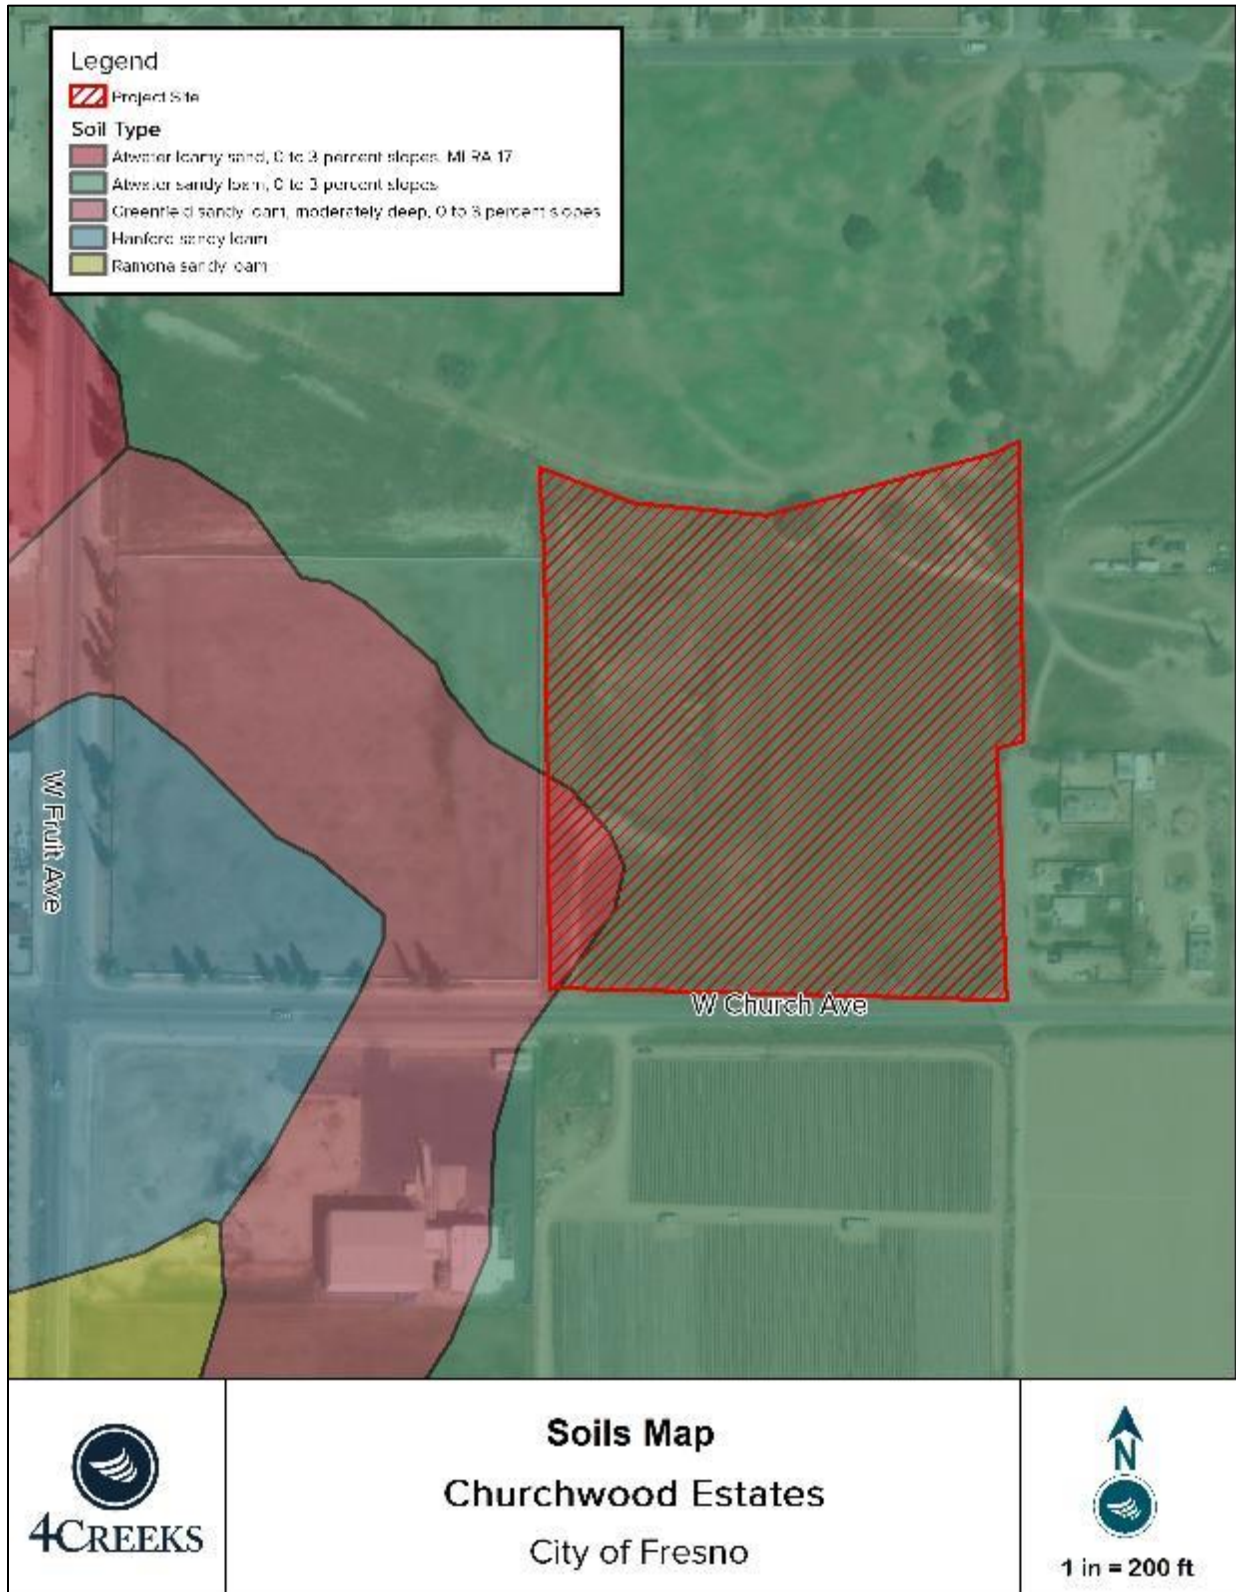 Legend
Project Site
Soil Type
Atwater loamy sand, 0 to 3 percent slopes, MLRA 17
Atwater sandy loam, 0 to 3 percent slopes
Greenfield sandy loam, moderately deep, 0 to 3 percent slopes
Hanford sandy loam
Ramona sandy loam
W Fruit Ave
W Church Ave
4CREEKS
Soils Map
Churchwood Estates
City of Fresno
N
1 in = 200 ft